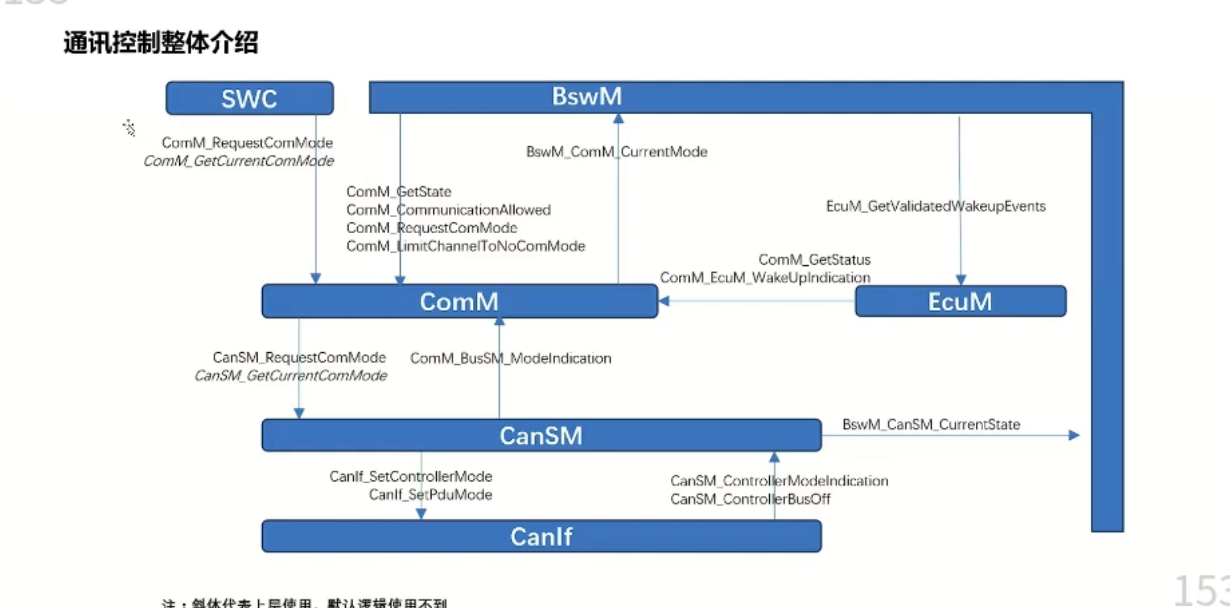 通讯控制整体介绍
SWC
BswM
ComM_RequestComMode
ComM_GetCurrentComMode
BswM_ComM_CurrentMode
ComM_GetState
ComM_CommunicationAllowed
ComM_RequestComMode
ComM_LimitChannelToNoComMode
EcuM_GetValidatedWakeupEvents
ComM_GetStatus
ComM_EcuM_WakeUpIndication
ComM
EcuM
CanSM_RequestComMode
CanSM_GetCurrentComMode
ComM_BusSM_ModeIndication
CanSM
BswM_CanSM_CurrentState
CanIf_SetControllerMode
CanIf_SetPduMode
CanSM_ControllerModeIndication
CanSM_ControllerBusOff
CanIf
注：斜体代表上层使用，默认逻辑使用不到
153